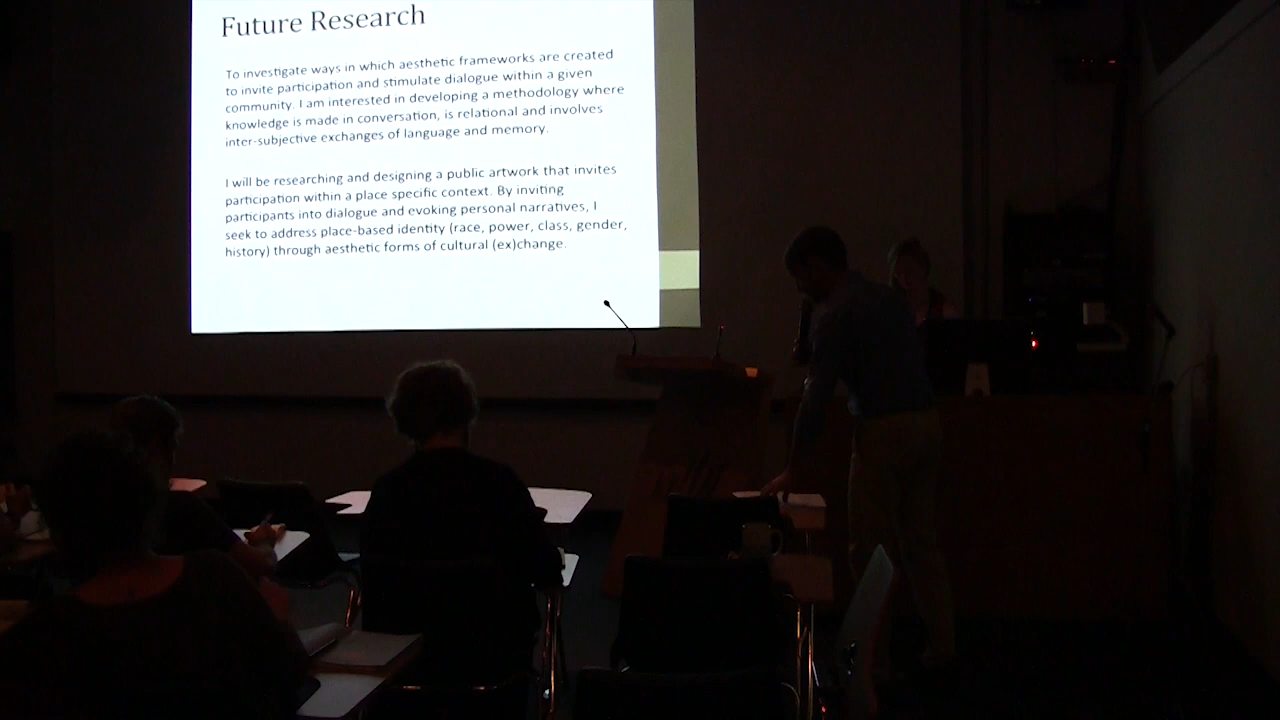 Future Research
To investigate ways in which aesthetic frameworks are created
to invite participation and stimulate dialogue within a given
community. I am interested in developing a methodology where
knowledge is made in conversation, is relational and involves
inter-subjective exchanges of language and memory.
I will be researching and designing a public artwork that invites
participation within a place specific context. By inviting
participants into dialogue and evoking personal narratives, I
seek to address place-based identity (race, power, class, gender,
history) through aesthetic forms of cultural (ex)change.